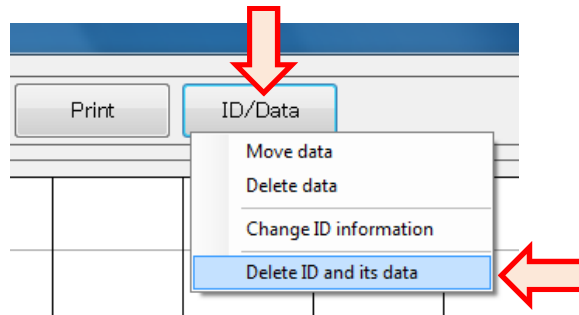 Print
ID/Data
Move data
Delete data
Change ID information
Delete ID and its data